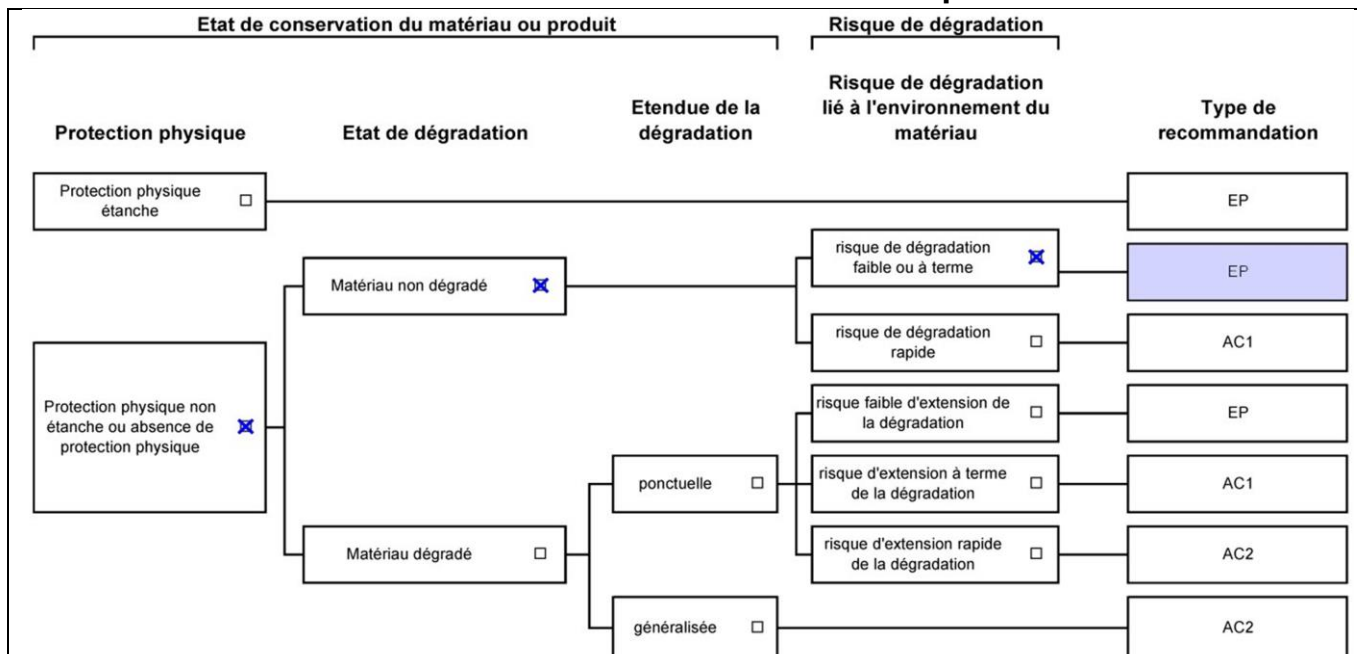 Etat de conservation du matériau ou produit
Risque de dégradation
Protection physique
Etat de dégradation
Etendue de la
dégradation
Risque de dégradation
lié à l'environnement du
matériau
Type de
recommandation
Protection physique
étanche
EP
Matériau non dégradé
risque de dégradation
faible ou à terme
EP
risque de dégradation
rapide
AC1
Protection physique non
étanche ou absence de
protection physique
risque faible d'extension de
la dégradation
EP
ponctuelle
risque d'extension à terme
de la dégradation
AC1
Matériau dégradé
risque d'extension rapide
de la dégradation
AC2
généralisée
AC2